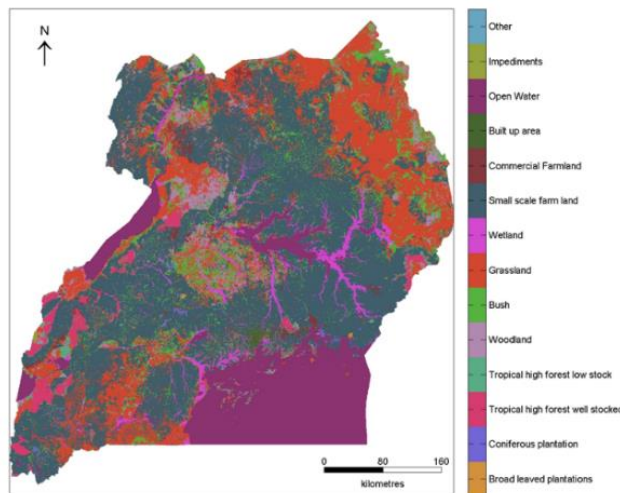 N
Other
Impediments
Open Water
Built up area
Commercial Farmland
Small scale farm land
Wetland
Grassland
Bush
Woodland
Tropical high forest low stock
Tropical high forest well stocked
Coniferous plantation
Broad leaved plantations
0 80 160
kilometres